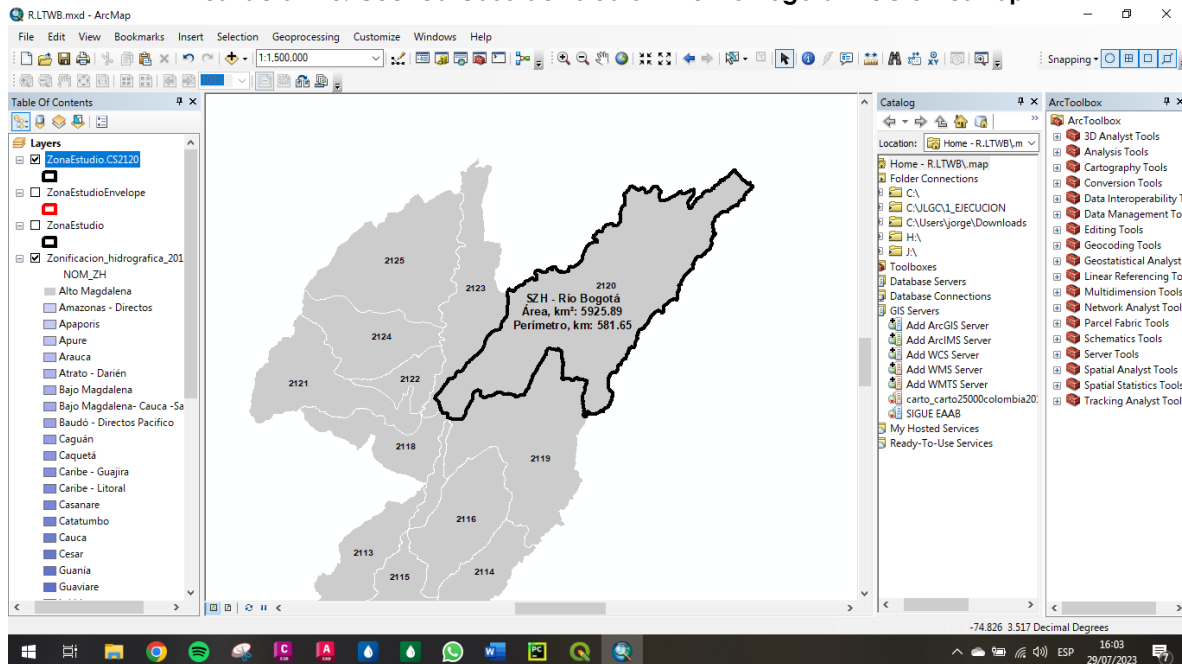 R.LTWB.mxd - ArcMap
File Edit View Bookmarks Insert Selection Geoprocessing Customize Windows Help
1:1,500,000
Snapping
Table Of Contents
Layers
ZonaEstudio.CS2120
ZonaEstudioEnvelope
ZonaEstudio
Zonificacion_hidrografica_201
NOM_ZH
Alto Magdalena
Amazonas - Directos
Apaporis
Apure
Arauca
Atrato - Darién
Bajo Magdalena
Bajo Magdalena- Cauca -Sa
Baudó - Directos Pacifico
Caguán
Caquetá
Caribe - Guajira
Caribe - Litoral
Casanare
Catatumbo
Cauca
Cesar
Guanía
Guaviare
2125
2123
2120
SZH - Río Bogotá
Área, km²: 5925.89
Perímetro, km: 581.65
2124
2121
2122
2118
2119
2116
2113
2115
2114
Catalog
Location: Home - R.LTWB\,m
Home - R.LTWB\.map
Folder Connections
C:\
C:\JLGC\1_EJECUCION
C:\Users\jorge\Downloads
H:\
J:\
Toolboxes
Database Servers
Database Connections
GIS Servers
Add ArcGIS Server
Add ArcIMS Server
Add WCS Server
Add WMS Server
Add WMTS Server
carto_carto25000colombia20
SIGUE EAAB
My Hosted Services
Ready-To-Use Services
ArcToolbox
ArcToolbox
3D Analyst Tools
Analysis Tools
Cartography Tools
Conversion Tools
Data Interoperability T
Data Management To
Editing Tools
Geocoding Tools
Geostatistical Analyst
Linear Referencing To
Multidimension Tools
Network Analyst Tool
Parcel Fabric Tools
Schematics Tools
Server Tools
Spatial Analyst Tools
Spatial Statistics Tools
Tracking Analyst Tool
-74.826 3.517 Decimal Degrees
ESP
16:03
29/07/2023